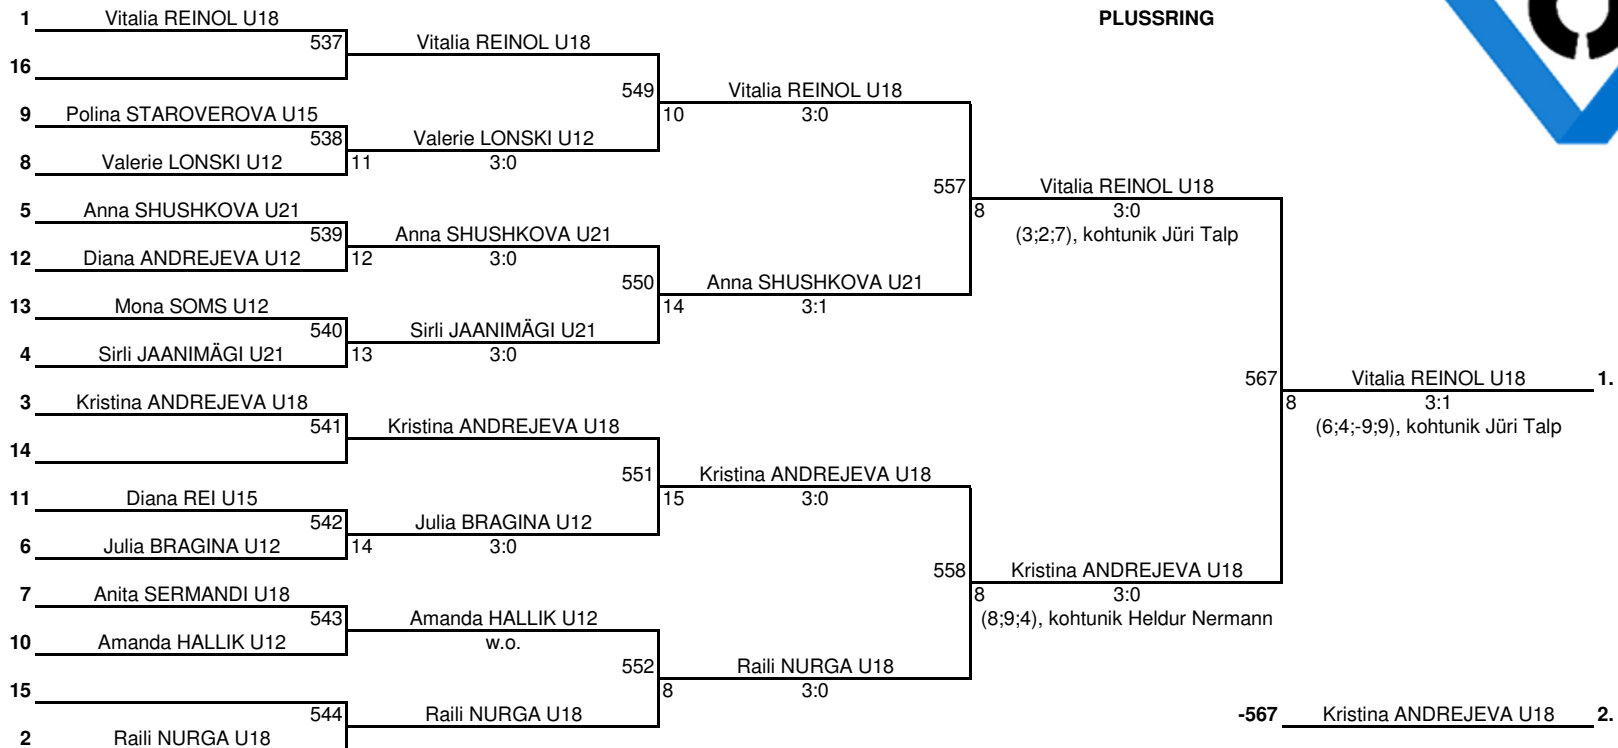 PLUSSRING
1 Vitalia REINOL U18
537 Vitalia REINOL U18
16
549 Vitalia REINOL U18
10 3:0
9 Polina STAROVEROVA U15
538 Valerie LONSKI U12
8 Valerie LONSKI U12 11 3:0
557 Vitalia REINOL U18
8 3:0
(3;2;7), kohtunik Jüri Talp
5 Anna SHUSHKOVA U21
539 Anna SHUSHKOVA U21
12 Diana ANDREJEVA U12 12 3:0
550 Anna SHUSHKOVA U21
14 3:1
13 Mona SOMS U12
540 Sirli JAANIMÄGI U21
4 Sirli JAANIMÄGI U21 13 3:0
567 Vitalia REINOL U18 1.
8 3:1
(6;4;-9;9), kohtunik Jüri Talp
3 Kristina ANDREJEVA U18
541 Kristina ANDREJEVA U18
14
551 Kristina ANDREJEVA U18
15 3:0
11 Diana REI U15
542 Julia BRAGINA U12
6 Julia BRAGINA U12 14 3:0
558 Kristina ANDREJEVA U18
8 3:0
(8;9;4), kohtunik Heldur Nermann
7 Anita SERMANDI U18
543 Amanda HALLIK U12
10 Amanda HALLIK U12 w.o.
552 Raili NURGA U18
8 3:0
15
544 Raili NURGA U18
2 Raili NURGA U18
-567 Kristina ANDREJEVA U18 2.